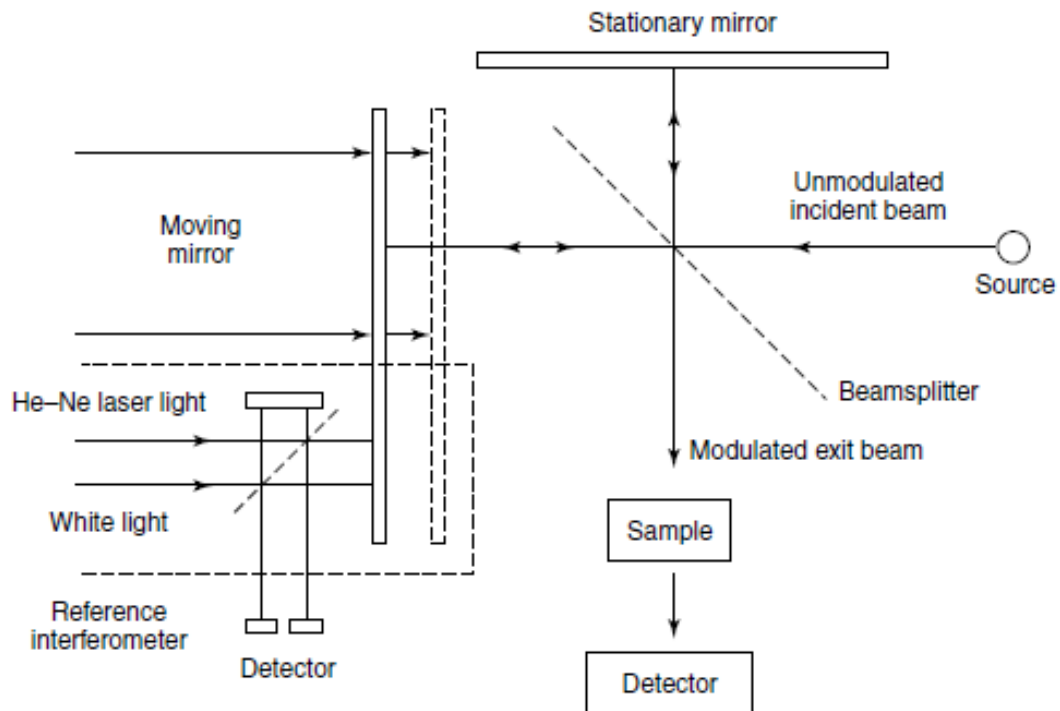 Stationary mirror
Unmodulated
incident beam
Moving
mirror
Source
He–Ne laser light
Beamsplitter
Modulated exit beam
White light
Sample
Reference
interferometer
Detector
Detector